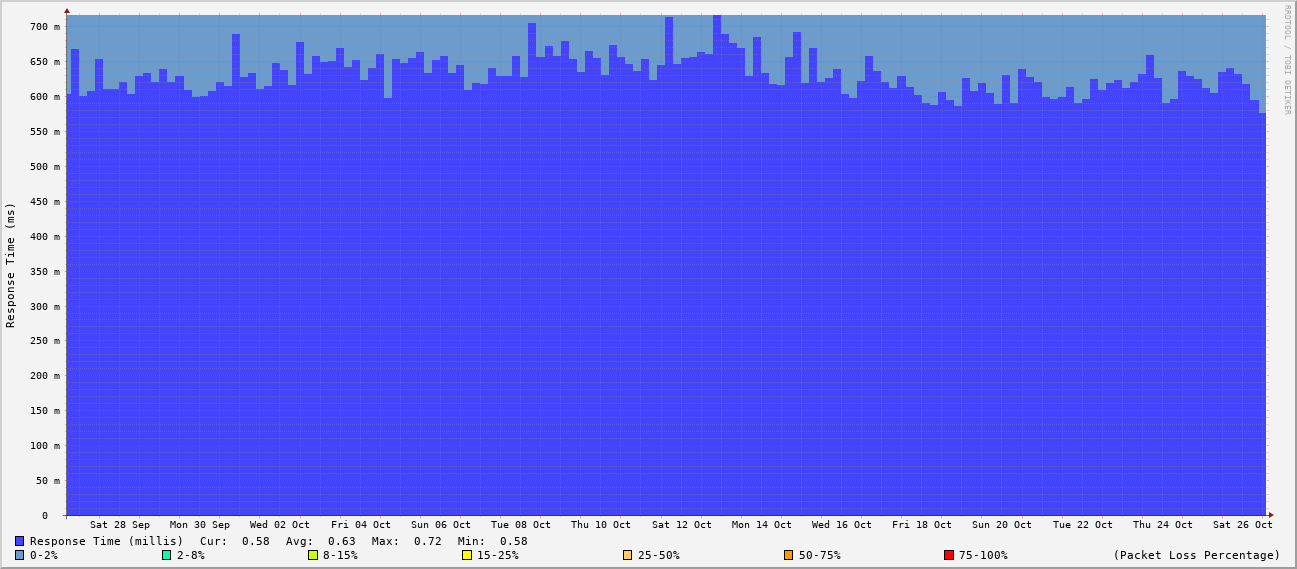 RRDTOOL / TOBI OETIKER
Response Time (ms)
700 m
650 m
600 m
550 m
500 m
450 m
400 m
350 m
300 m
250 m
200 m
150 m
100 m
50 m
0
Sat 28 Sep Mon 30 Sep Wed 02 Oct Fri 04 Oct Sun 06 Oct Tue 08 Oct Thu 10 Oct Sat 12 Oct Mon 14 Oct Wed 16 Oct Fri 18 Oct Sun 20 Oct Tue 22 Oct Thu 24 Oct Sat 26 Oct
Response Time (millis) Cur: 0.58 Avg: 0.63 Max: 0.72 Min: 0.58
0-2% 2-8% 8-15% 15-25% 25-50% 50-75% 75-100% (Packet Loss Percentage)